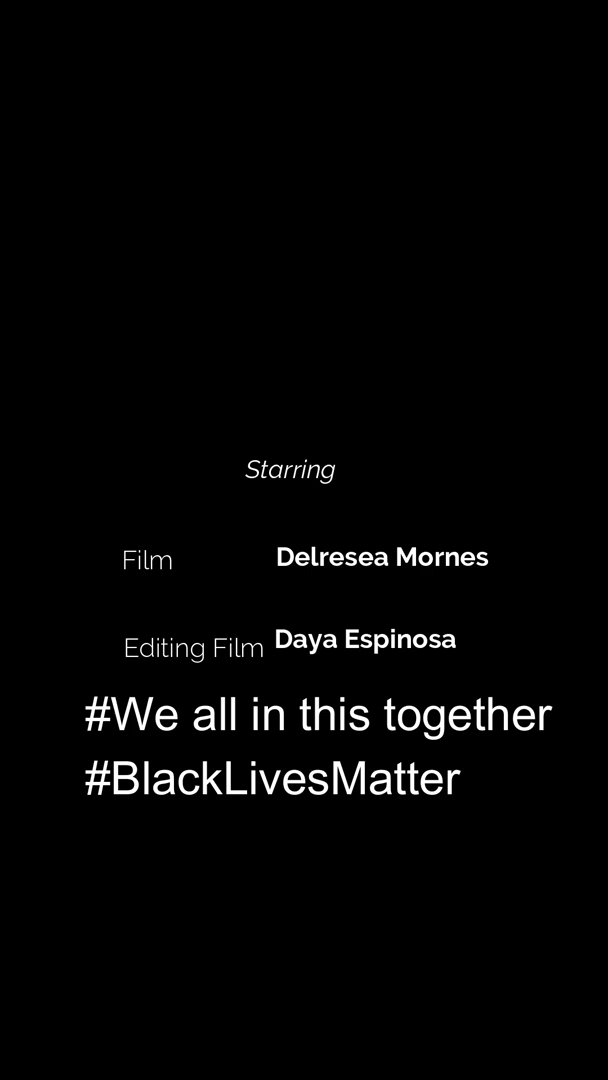 Starring
Film Delresea Mornes
Editing Film Daya Espinosa
#We all in this together
#BlackLivesMatter